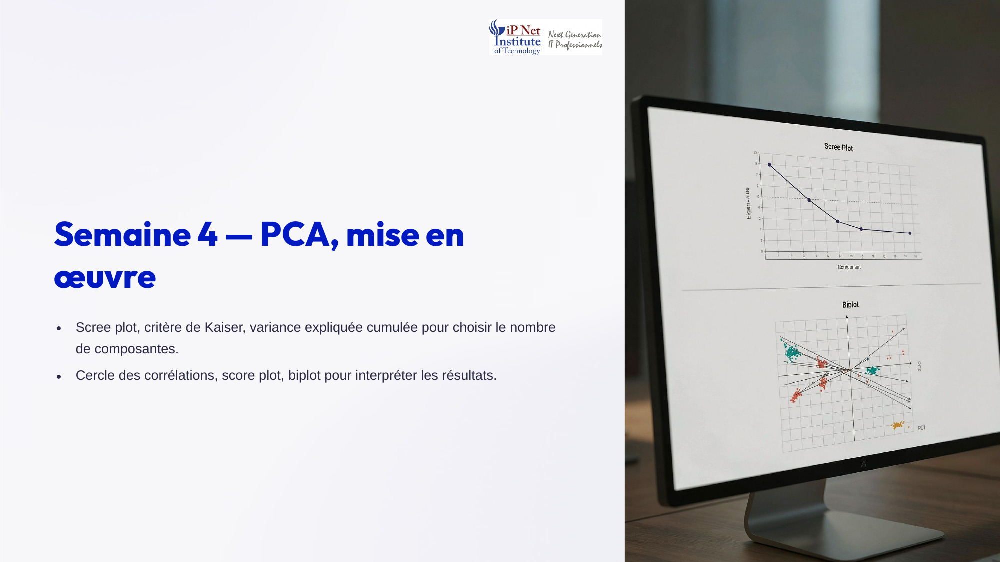 iP Net
Institute
of Technology
Next Generation
IT Professionnels
Semaine 4 — PCA, mise en
œuvre
• Scree plot, critère de Kaiser, variance expliquée cumulée pour choisir le nombre
de composantes.
• Cercle des corrélations, score plot, biplot pour interpréter les résultats.
Scree Plot
Eigenvalue
Component
Biplot
PC2
PC1